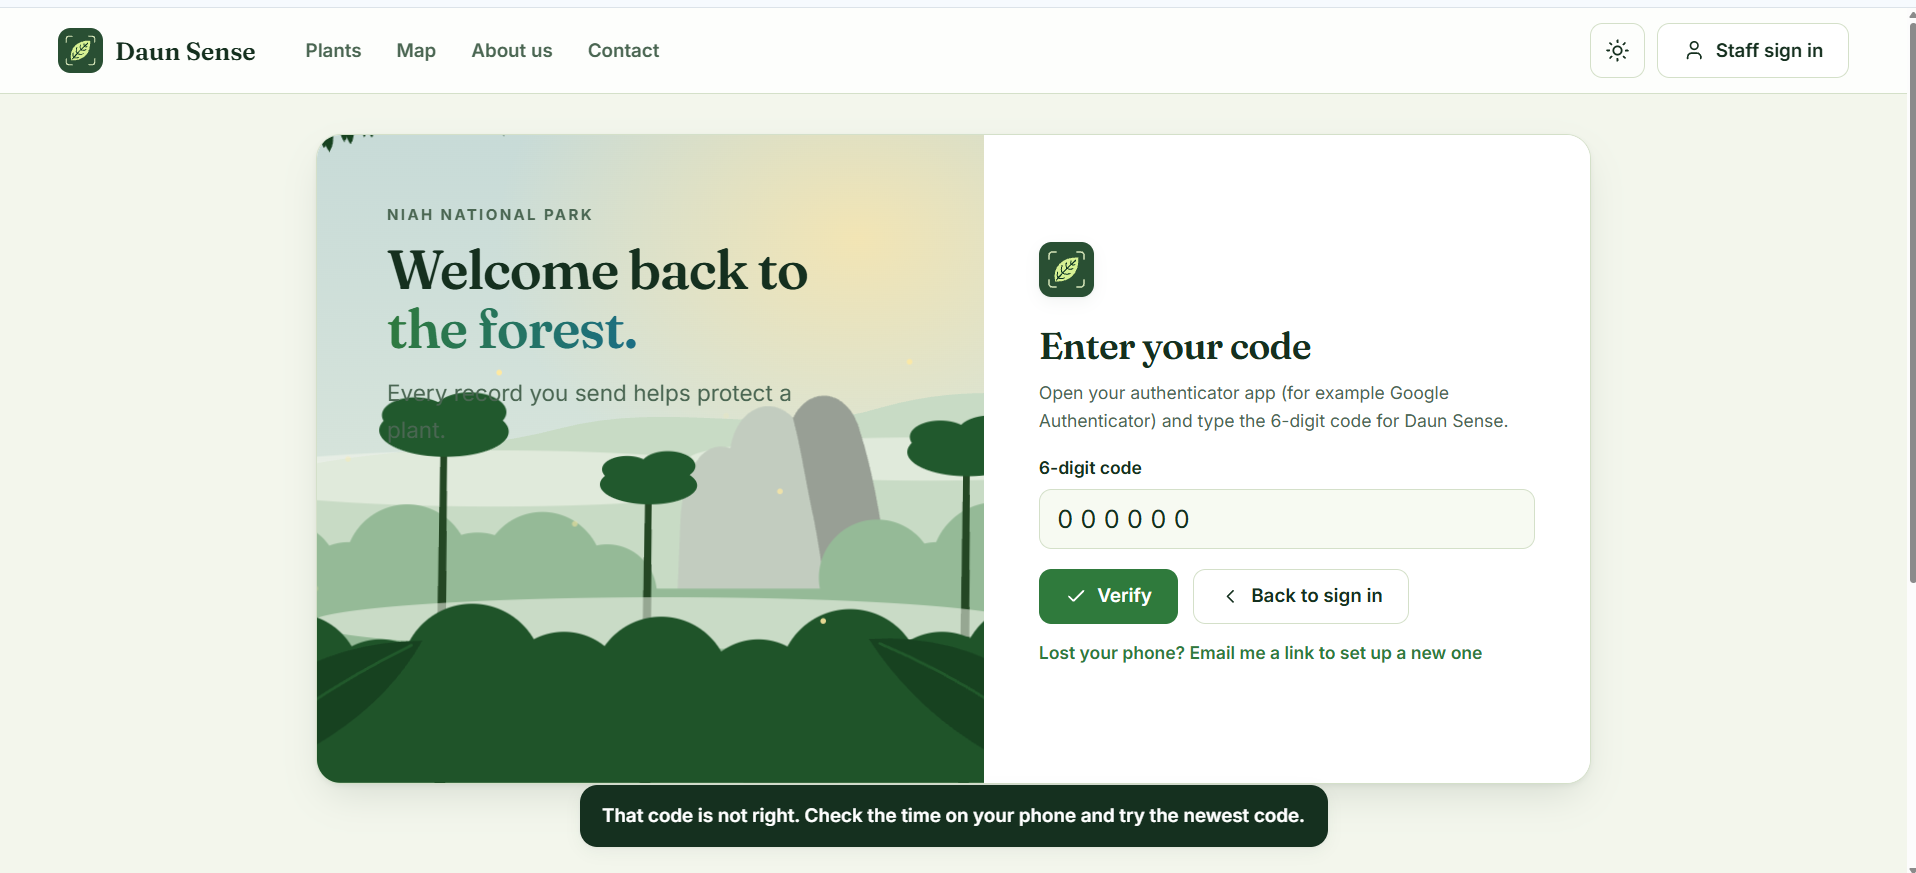 Daun Sense
Plants
Map
About us
Contact
Staff sign in
NIAH NATIONAL PARK
Welcome back to
the forest.
Every record you send helps protect a
plant.
Enter your code
Open your authenticator app (for example Google
Authenticator) and type the 6-digit code for Daun Sense.
6-digit code
000000
Verify
Back to sign in
Lost your phone? Email me a link to set up a new one
That code is not right. Check the time on your phone and try the newest code.